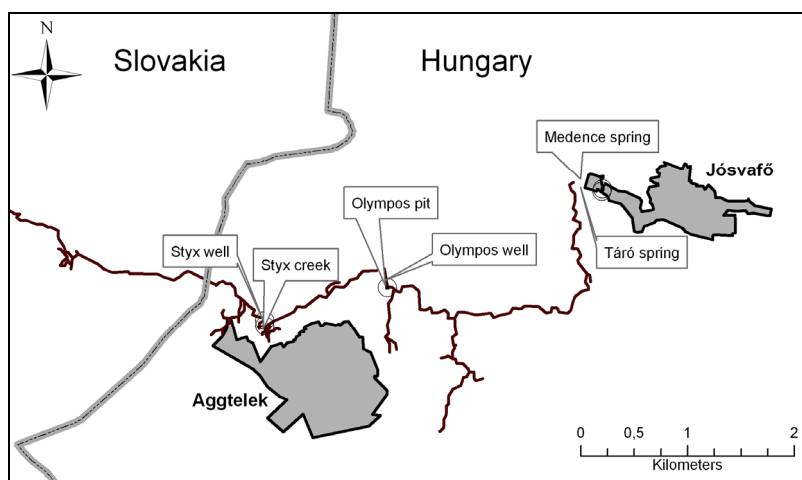 N
Slovakia
Hungary
Medence spring
Jósvafő
Olympos pit
Styx well
Styx creek
Olympos well
Táró spring
Aggtelek
0 0,5 1 2
Kilometers